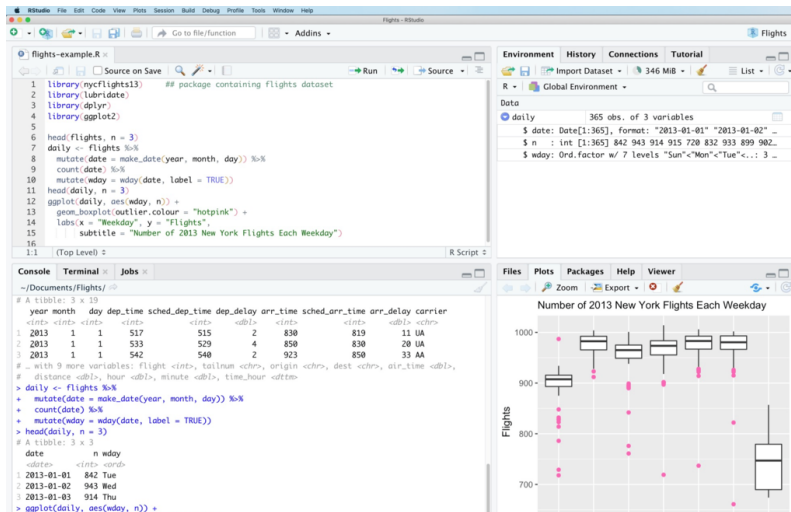 RStudio File Edit Code View Plots Session Build Debug Profile Tools Window Help
Flights - RStudio
Go to file/function Addins Flights
flights-example.R
Source on Save Run Source
1 library(nycflights13) ## package containing flights dataset
2 library(lubridate)
3 library(dplyr)
4 library(ggplot2)
5
6 head(flights, n = 3)
7 daily <- flights %>%
8 mutate(date = make_date(year, month, day)) %>%
9 count(date) %>%
10 mutate(wday = wday(date, label = TRUE))
11 head(daily, n = 3)
12 ggplot(daily, aes(wday, n)) +
13 geom_boxplot(outlier.colour = "hotpink") +
14 labs(x = "Weekday", y = "Flights",
15 subtitle = "Number of 2013 New York Flights Each Weekday")
16
1:1 (Top Level) R Script
Console Terminal Jobs
~/Documents/Flights/
# A tibble: 3 x 19
year month day dep_time sched_dep_time dep_delay arr_time sched_arr_time arr_delay carrier
<int> <int> <int> <int> <int> <dbl> <int> <int> <dbl> <chr>
1 2013 1 1 517 515 2 830 819 11 UA
2 2013 1 1 533 529 4 850 830 20 UA
3 2013 1 1 542 540 2 923 850 33 AA
# … with 9 more variables: flight <int>, tailnum <chr>, origin <chr>, dest <chr>, air_time <dbl>,
# distance <dbl>, hour <dbl>, minute <dbl>, time_hour <dttm>
> daily <- flights %>%
+ mutate(date = make_date(year, month, day)) %>%
+ count(date) %>%
+ mutate(wday = wday(date, label = TRUE))
> head(daily, n = 3)
# A tibble: 3 x 3
date n wday
<date> <int> <ord>
1 2013-01-01 842 Tue
2 2013-01-02 943 Wed
3 2013-01-03 914 Thu
> ggplot(daily, aes(wday, n)) +
Environment History Connections Tutorial
Import Dataset 346 MiB List
R Global Environment
Data
daily 365 obs. of 3 variables
$ date: Date[1:365], format: "2013-01-01" "2013-01-02" …
$ n : int [1:365] 842 943 914 915 720 832 933 899 902…
$ wday: Ord.factor w/ 7 levels "Sun"<"Mon"<"Tue"<..: 3 …
Files Plots Packages Help Viewer
Zoom Export
Number of 2013 New York Flights Each Weekday
1000
900
Flights
800
700